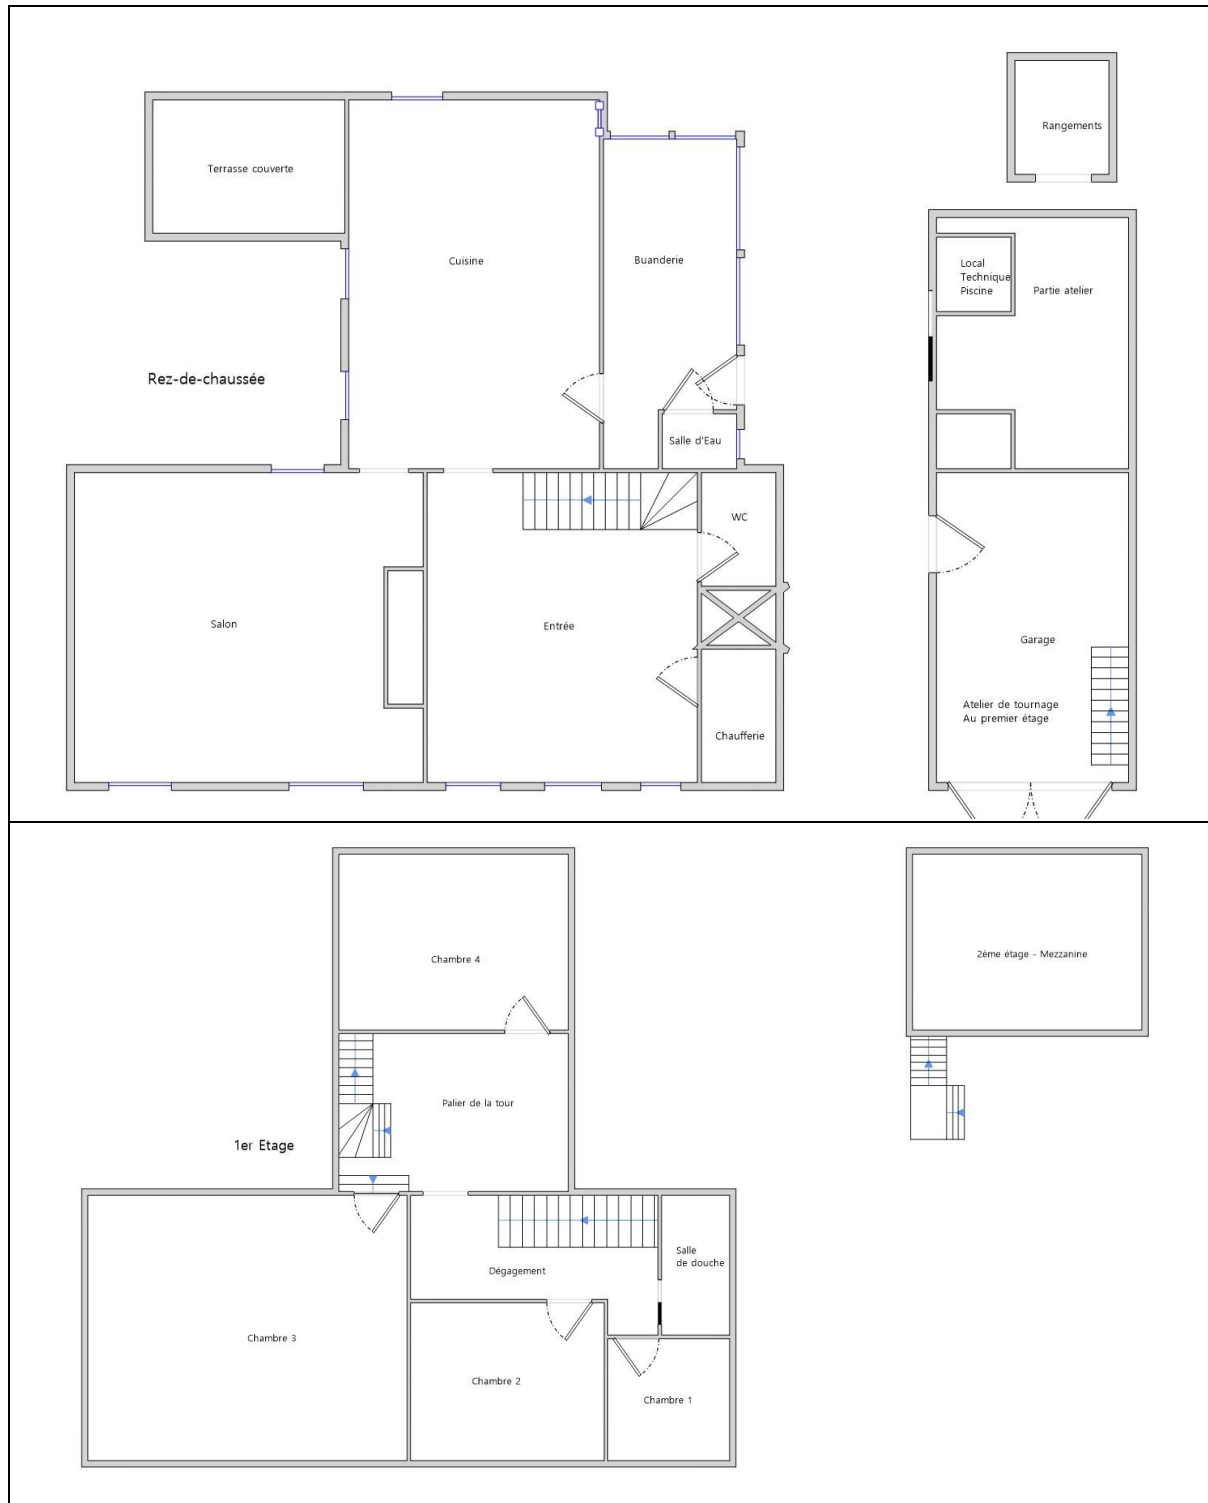 Rangements
Terrasse couverte
Cuisine
Buanderie
Local
Technique
Piscine
Partie atelier
Rez-de-chaussée
Salle d'Eau
WC
Salon
Entrée
Garage
Atelier de tournage
Au premier étage
Chaufferie
Chambre 4
2ème étage - Mezzanine
Palier de la tour
1er Etage
Salle
de douche
Dégagement
Chambre 3
Chambre 2
Chambre 1